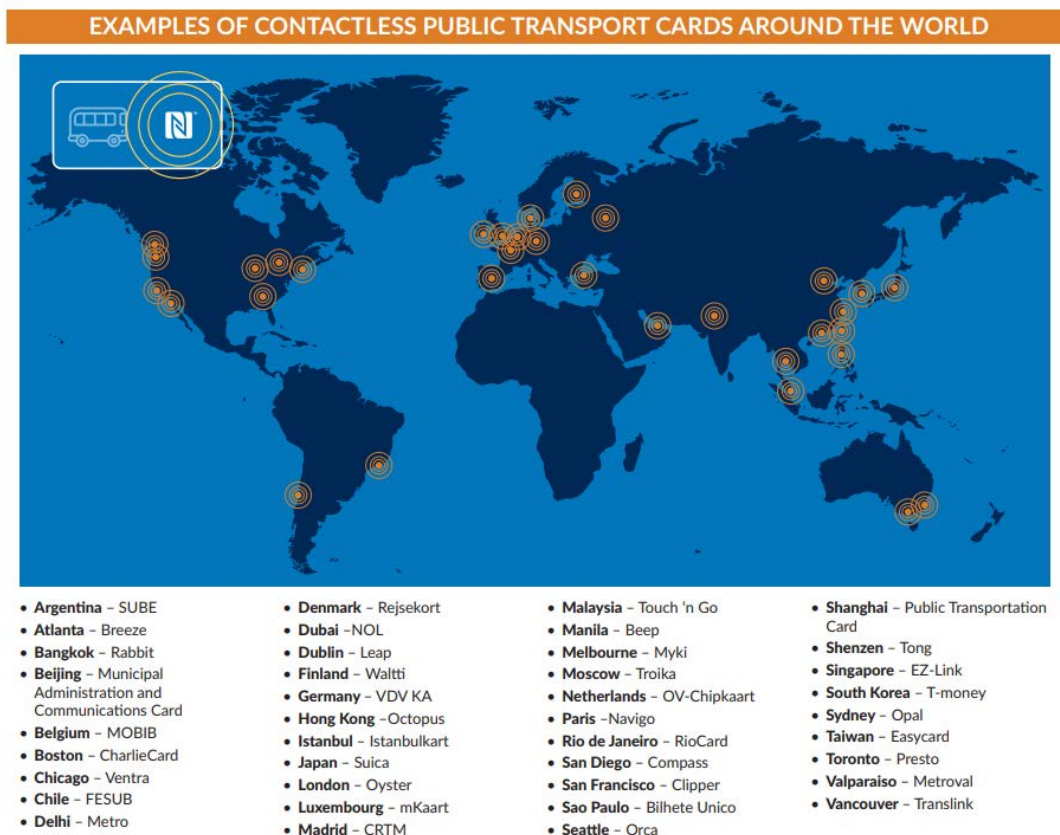 EXAMPLES OF CONTACTLESS PUBLIC TRANSPORT CARDS AROUND THE WORLD
• Argentina – SUBE
• Atlanta – Breeze
• Bangkok – Rabbit
• Beijing – Municipal
Administration and
Communications Card
• Belgium – MOBIB
• Boston – CharlieCard
• Chicago – Ventra
• Chile – FESUB
• Delhi – Metro
• Denmark – Rejsekort
• Dubai –NOL
• Dublin – Leap
• Finland – Waltti
• Germany – VDV KA
• Hong Kong –Octopus
• Istanbul – Istanbulkart
• Japan – Suica
• London – Oyster
• Luxembourg – mKaart
• Madrid – CRTM
• Malaysia – Touch ‘n Go
• Manila – Beep
• Melbourne – Myki
• Moscow – Troika
• Netherlands – OV-Chipkaart
• Paris –Navigo
• Rio de Janeiro – RioCard
• San Diego – Compass
• San Francisco – Clipper
• Sao Paulo – Bilhete Unico
• Seattle – Orca
• Shanghai – Public Transportation
Card
• Shenzen – Tong
• Singapore – EZ-Link
• South Korea – T-money
• Sydney – Opal
• Taiwan – Easycard
• Toronto – Presto
• Valparaiso – Metroval
• Vancouver – Translink